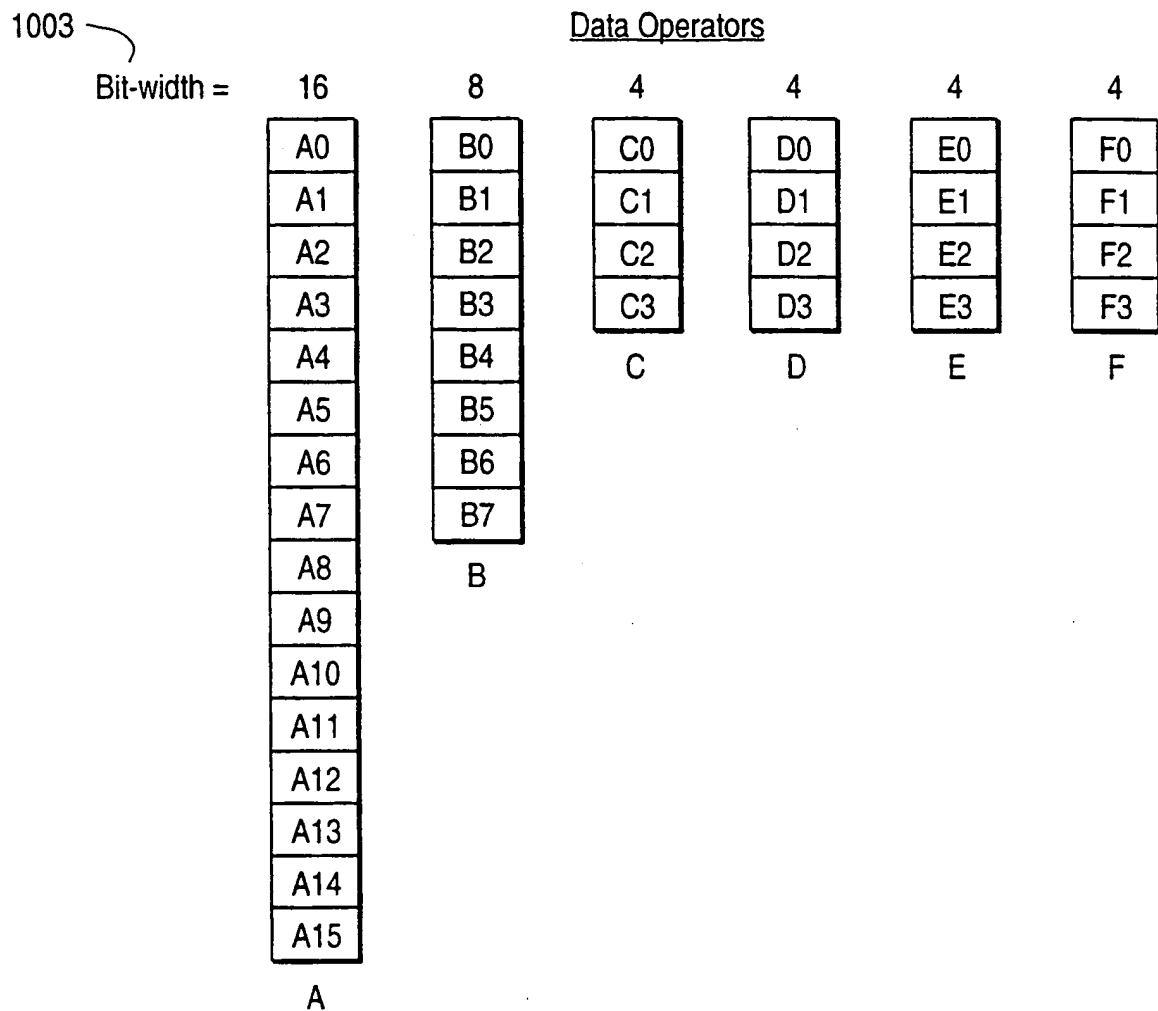 1003
Data Operators
Bit-width = 16 8 4 4 4 4
A0 B0 C0 D0 E0 F0
A1 B1 C1 D1 E1 F1
A2 B2 C2 D2 E2 F2
A3 B3 C3 D3 E3 F3
A4 B4 C D E F
A5 B5
A6 B6
A7 B7
A8 B
A9
A10
A11
A12
A13
A14
A15
A